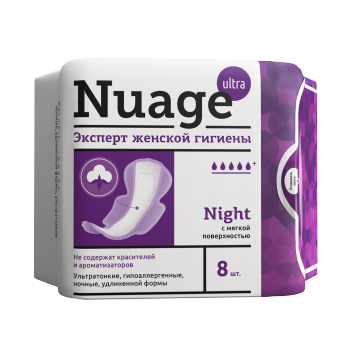 Nuage
ultra
Эксперт женской гигиены
Night
с мягкой
поверхностью
Не содержат красителей
и ароматизаторов
Ультратонкие, гипоаллергенные,
ночные, удлиненной формы
8 шт.